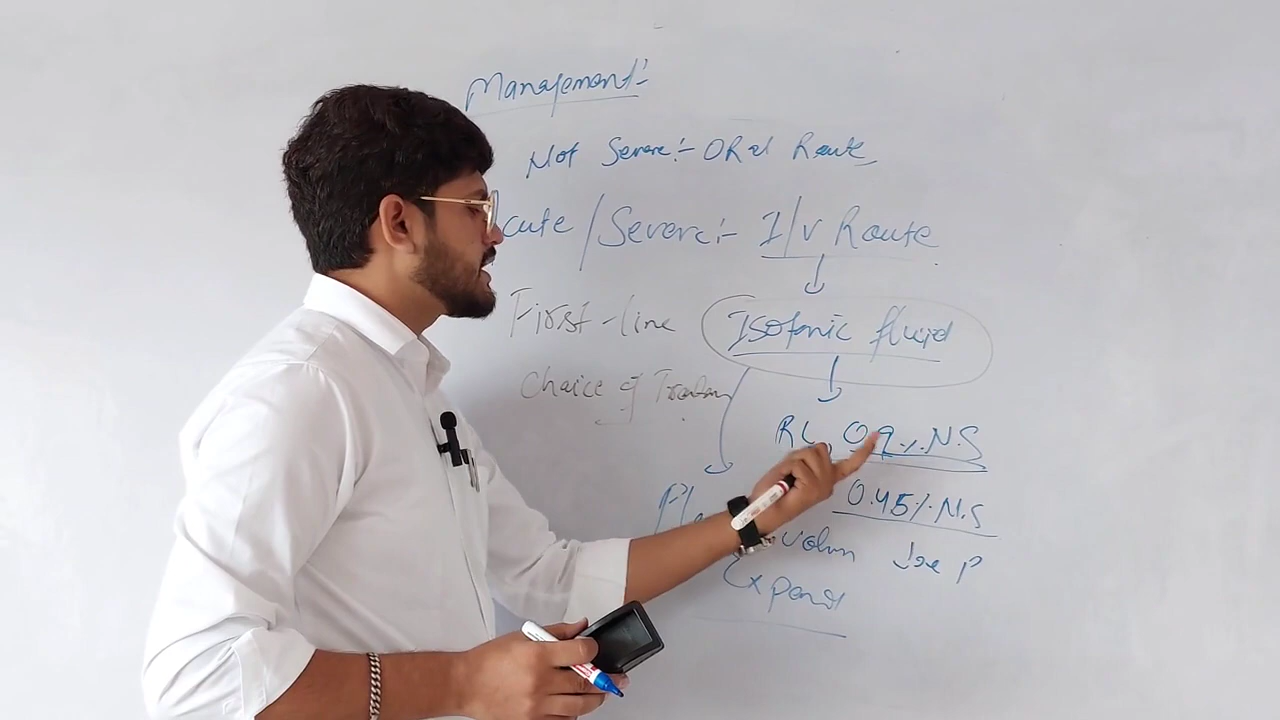 Management:-
Not Severe:- ORal Route
cute / Severe:- I/V Route
First-line
Isotonic fluid
Choice of
RL, 0.9%.N.S
0.45%.N.S
Volum
Expand